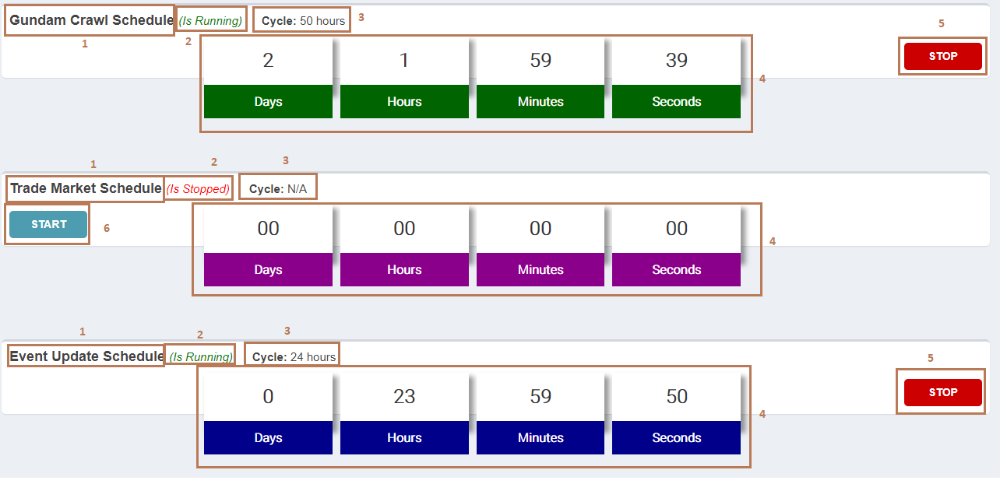 Gundam Crawl Schedule (Is Running) Cycle: 50 hours 3
1 2
5
2 1 59 39
STOP
4
Days Hours Minutes Seconds
1 2 3
Trade Market Schedule (Is Stopped) Cycle: N/A
START
6
00 00 00 00
4
Days Hours Minutes Seconds
1 2 3
Event Update Schedule (Is Running) Cycle: 24 hours
5
0 23 59 50
STOP
4
Days Hours Minutes Seconds